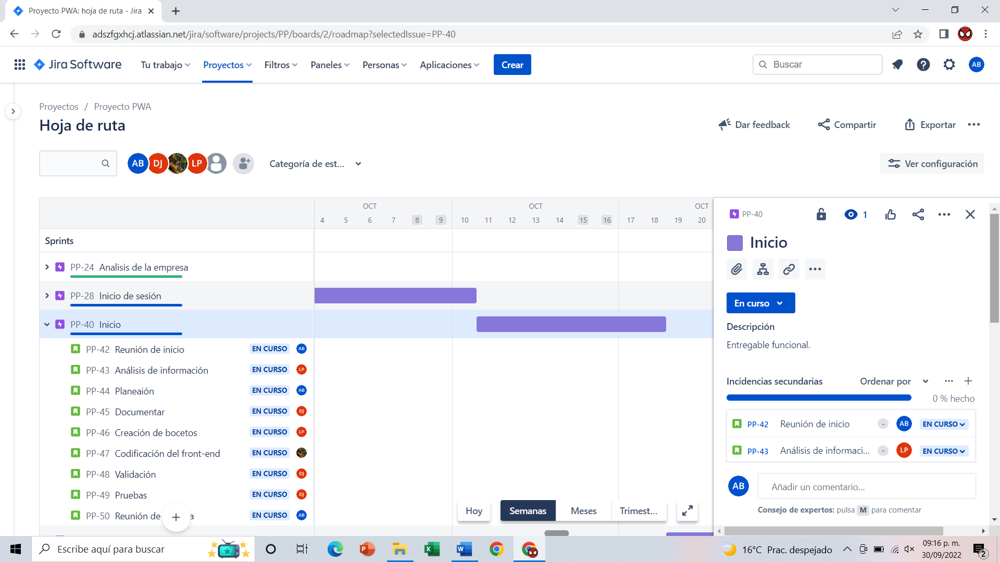 Proyecto PWA: hoja de ruta - Jira
adszfgxhcj.atlassian.net/jira/software/projects/PP/boards/2/roadmap?selectedIssue=PP-40
Jira Software Tu trabajo Proyectos Filtros Paneles Personas Aplicaciones Crear Buscar AB
Proyectos / Proyecto PWA
Hoja de ruta
Dar feedback Compartir Exportar
AB DJ LP Categoría de est... Ver configuración
OCT OCT OCT
4 5 6 7 8 9 10 11 12 13 14 15 16 17 18 19 20
Sprints
PP-24 Analisis de la empresa
PP-28 Inicio de sesión
PP-40 Inicio
PP-42 Reunión de inicio EN CURSO AB
PP-43 Análisis de información EN CURSO LP
PP-44 Planeaión EN CURSO AB
PP-45 Documentar EN CURSO DJ
PP-46 Creación de bocetos EN CURSO LP
PP-47 Codificación del front-end EN CURSO
PP-48 Validación EN CURSO DJ
PP-49 Pruebas EN CURSO DJ
PP-50 Reunión de EN CURSO AB
Hoy Semanas Meses Trimest...
PP-40 1
Inicio
En curso
Descripción
Entregable funcional.
Incidencias secundarias Ordenar por
0 % hecho
PP-42 Reunión de inicio - AB EN CURSO
PP-43 Análisis de informaci... - LP EN CURSO
AB Añadir un comentario...
Consejo de expertos: pulsa M para comentar
Escribe aquí para buscar
16°C Prac. despejado
09:16 p. m.
30/09/2022
2